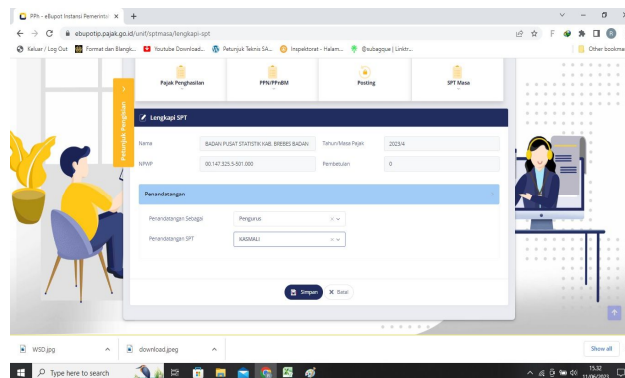 PPh - eBupot Instansi Pemerintah
ebupotip.pajak.go.id/unit/sptmasa/lengkapi-spt
Keluar / Log Out Format dan Blangk... Youtube Download... Petunjuk Teknis SA... Inspektorat - Halam... @subagque | Linktr... Other bookmarks
Pajak Penghasilan PPN/PPnBM Posting SPT Masa
Petunjuk Pengisian
Lengkapi SPT
Nama BADAN PUSAT STATISTIK KAB. BREBES BADAN Tahun/Masa Pajak 2023/4
NPWP 00.147.325.5-501.000 Pembetulan 0
Penandatangan
Penandatangan Sebagai Pengurus
Penandatangan SPT KASMALI
Simpan Batal
WSD.jpg download.jpeg Show all
Type here to search 15.32
11/06/2023